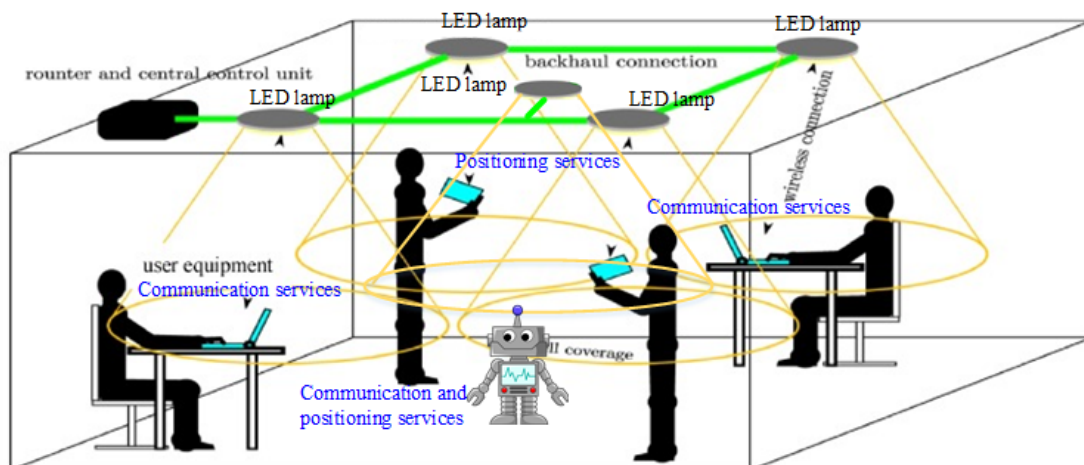 LED lamp
LED lamp
backhaul connection
rounter and central control unit
LED lamp
LED lamp
LED lamp
wireless connection
Positioning services
Communication services
user equipment
Communication services
coverage
Communication and
positioning services